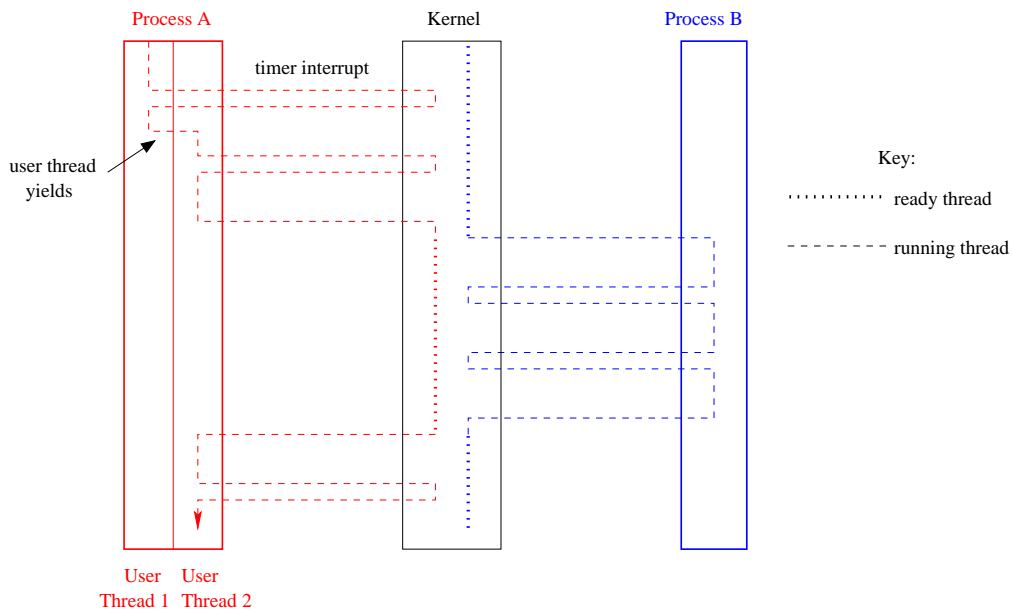 Process A
Kernel
Process B
timer interrupt
user thread
yields
Key:
ready thread
running thread
User
Thread 1
User
Thread 2